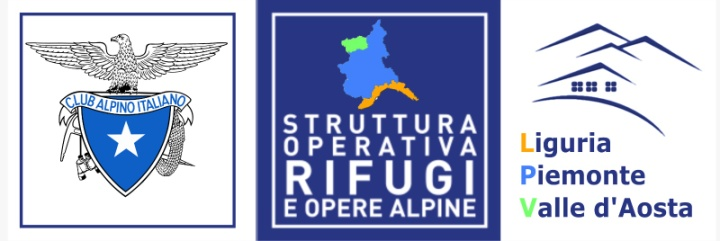 CLUB ALPINO ITALIANO
STRUTTURA
OPERATIVA
RIFUGI
E OPERE ALPINE
Liguria
Piemonte
Valle d'Aosta